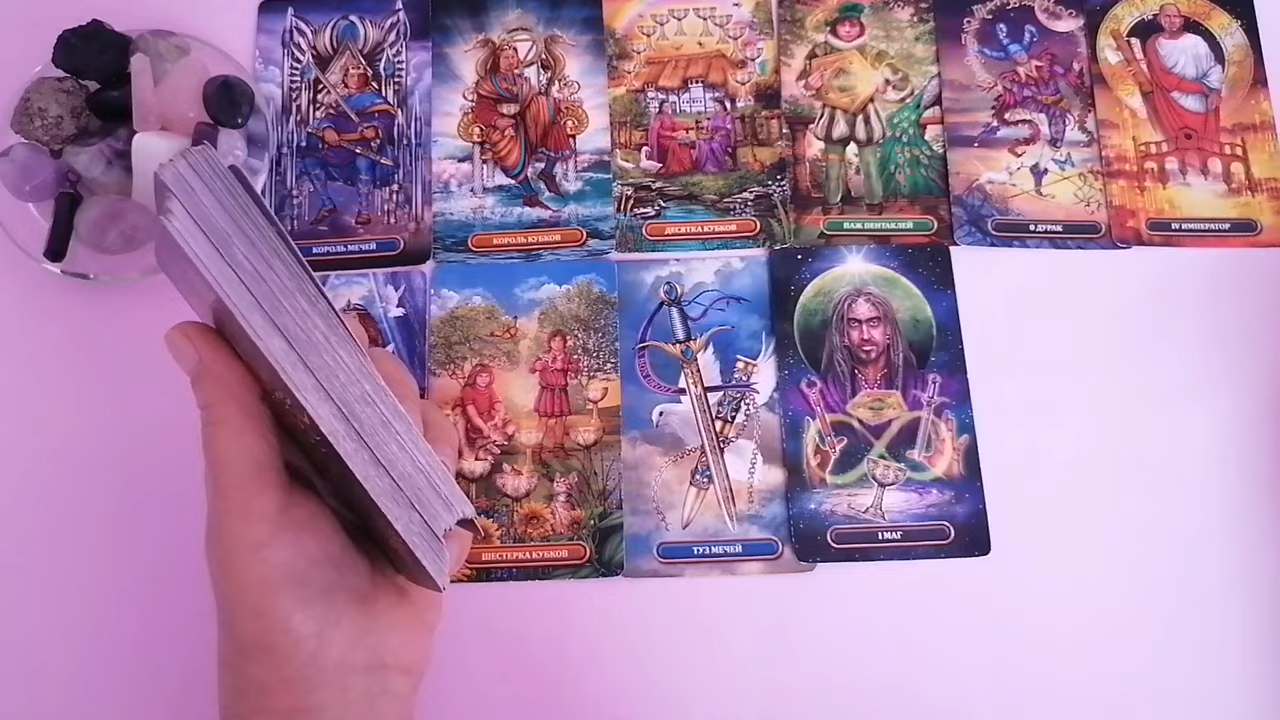 КОРОЛЬ МЕЧЕЙ
КОРОЛЬ КУБКОВ
ДЕСЯТКА КУБКОВ
ПАЖ ПЕНТАКЛЕЙ
0 ДУРАК
IV ИМПЕРАТОР
ШЕСТЕРКА КУБКОВ
ТУЗ МЕЧЕЙ
I МАГ